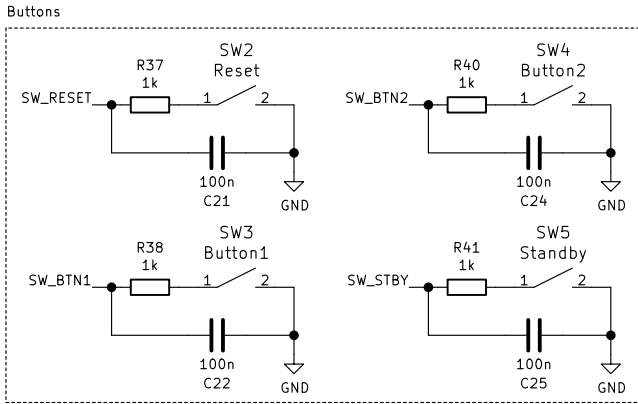 Buttons
SW2
R37
Reset
1k
SW_RESET
1
2
100n
C21
GND
SW4
R40
Button2
1k
SW_BTN2
1
2
100n
C24
GND
SW3
R38
Button1
1k
SW_BTN1
1
2
100n
C22
GND
SW5
R41
Standby
1k
SW_STBY
1
2
100n
C25
GND